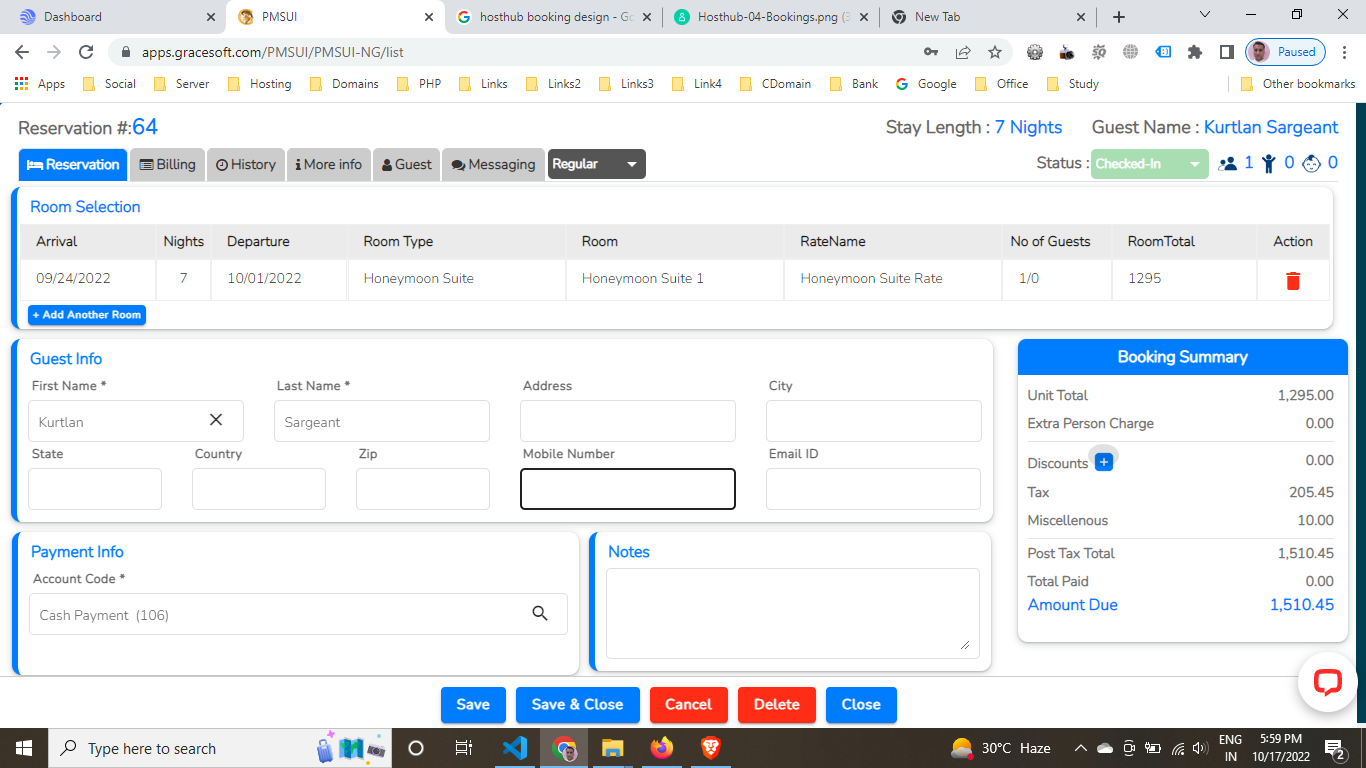 Dashboard PMSUI hosthub booking design - Go Hosthub-04-Bookings.png (3 New Tab
apps.gracesoft.com/PMSUI/PMSUI-NG/list Paused
Apps Social Server Hosting Domains PHP Links Links2 Links3 Link4 CDomain Bank Google Office Study Other bookmarks
Reservation #:64 Stay Length : 7 Nights Guest Name : Kurtlan Sargeant
Reservation Billing History More info Guest Messaging Regular Status : Checked-In 1 0 0
Room Selection
Arrival Nights Departure Room Type Room RateName No of Guests RoomTotal Action
09/24/2022 7 10/01/2022 Honeymoon Suite Honeymoon Suite 1 Honeymoon Suite Rate 1/0 1295
+ Add Another Room
Guest Info
First Name * Last Name * Address City
Kurtlan Sargeant
State Country Zip Mobile Number Email ID
Payment Info
Account Code *
Cash Payment (106)
Notes
Booking Summary
Unit Total 1,295.00
Extra Person Charge 0.00
Discounts + 0.00
Tax 205.45
Miscellenous 10.00
Post Tax Total 1,510.45
Total Paid 0.00
Amount Due 1,510.45
Save Save & Close Cancel Delete Close
Type here to search 30°C Haze ENG IN 5:59 PM 10/17/2022 2